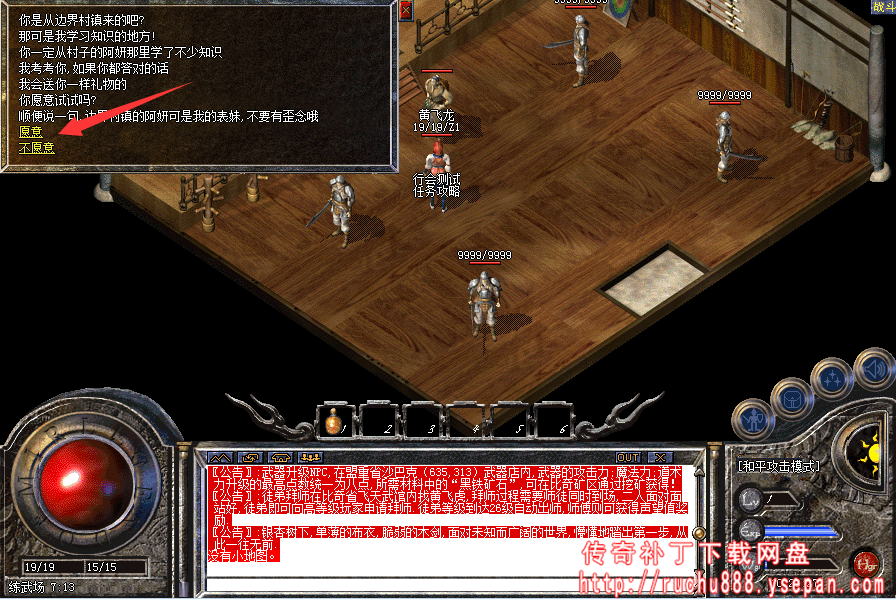 你是从边界村镇来的吧?
那可是我学习知识的地方!
你一定从村子的阿妍那里学了不少知识
我考考你,如果你都答对的话
我会送你一样礼物的
你愿意试试吗?
顺便说一句,边界村镇的阿妍可是我的表妹,不要有歪念哦
愿意
不愿意
战斗
9999/9999
9999/9999
黄飞龙
19/19/Z1
行会测试
任务攻略
9999/9999
1 2 3 4 5 6
OUT
〖公告〗:武器升级NPC,在盟重省沙巴克（635,313）武器店内,武器的攻击力;魔法力;道术
力升级的最高点数统一为八点,所需材料中的“黑铁矿石”,可在比奇矿区通过挖矿获得!
〖公告〗:徒弟拜师在比奇省飞天武馆内找黄飞虎,拜师过程需要师徒同时到场,二人面对面
站好,徒弟即可向高等级玩家申请拜师.徒弟等级到达26级自动出师,师傅则可获得声望值奖
励.
〖公告〗:银杏树下,单薄的布衣,脆弱的木剑,面对未知而广阔的世界,懵懂地踏出第一步,从
此一往无前.
没有小地图。
[和平攻击模式]
1
19/19
15/15
练武场 7:13
传奇补丁下载网盘
http://ruchu888.ysepan.com